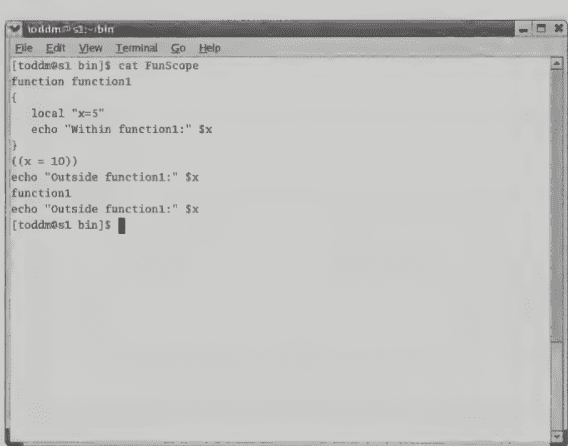 toddm@s1:~/bin
File Edit View Terminal Go Help
[toddm@s1 bin]$ cat FunScope
function function1
{
   local "x=5"
   echo "Within function1:" $x
}
((x = 10))
echo "Outside function1:" $x
function1
echo "Outside function1:" $x
[toddm@s1 bin]$